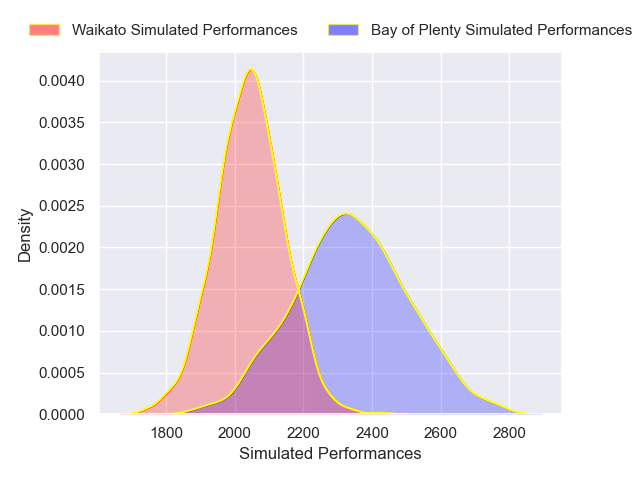 Waikato Simulated Performances
Bay of Plenty Simulated Performances
0.0040
0.0035
0.0030
0.0025
0.0020
0.0015
0.0010
0.0005
0.0000
Density
1800 2000 2200 2400 2600 2800
Simulated Performances